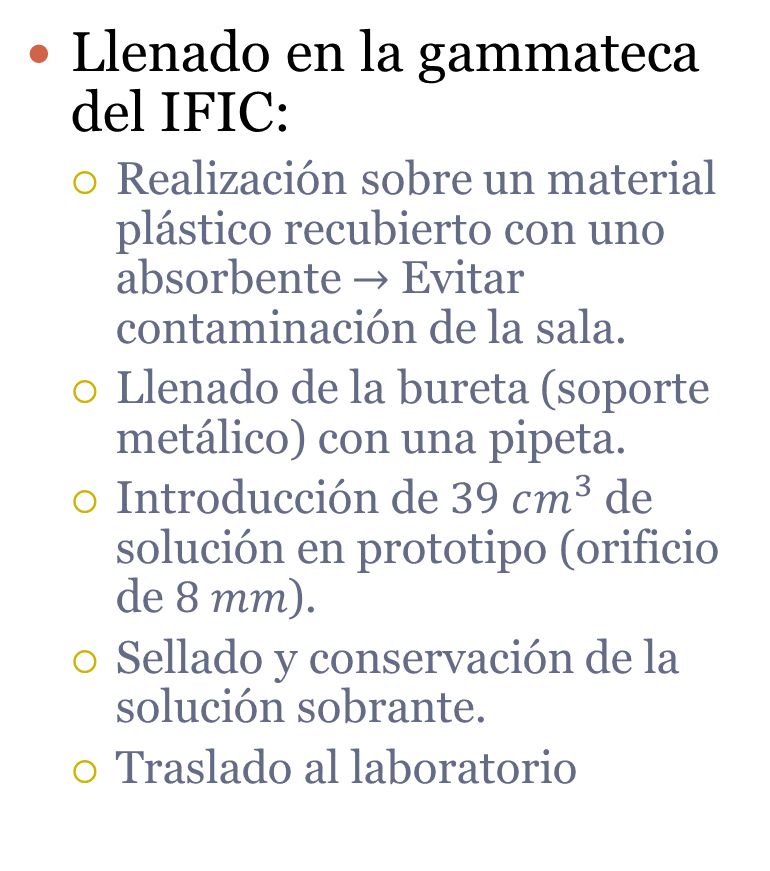 • Llenado en la gammateca
del IFIC:
○ Realización sobre un material
plástico recubierto con uno
absorbente → Evitar
contaminación de la sala.
○ Llenado de la bureta (soporte
metálico) con una pipeta.
○ Introducción de 39 cm³ de
solución en prototipo (orificio
de 8 mm).
○ Sellado y conservación de la
solución sobrante.
○ Traslado al laboratorio